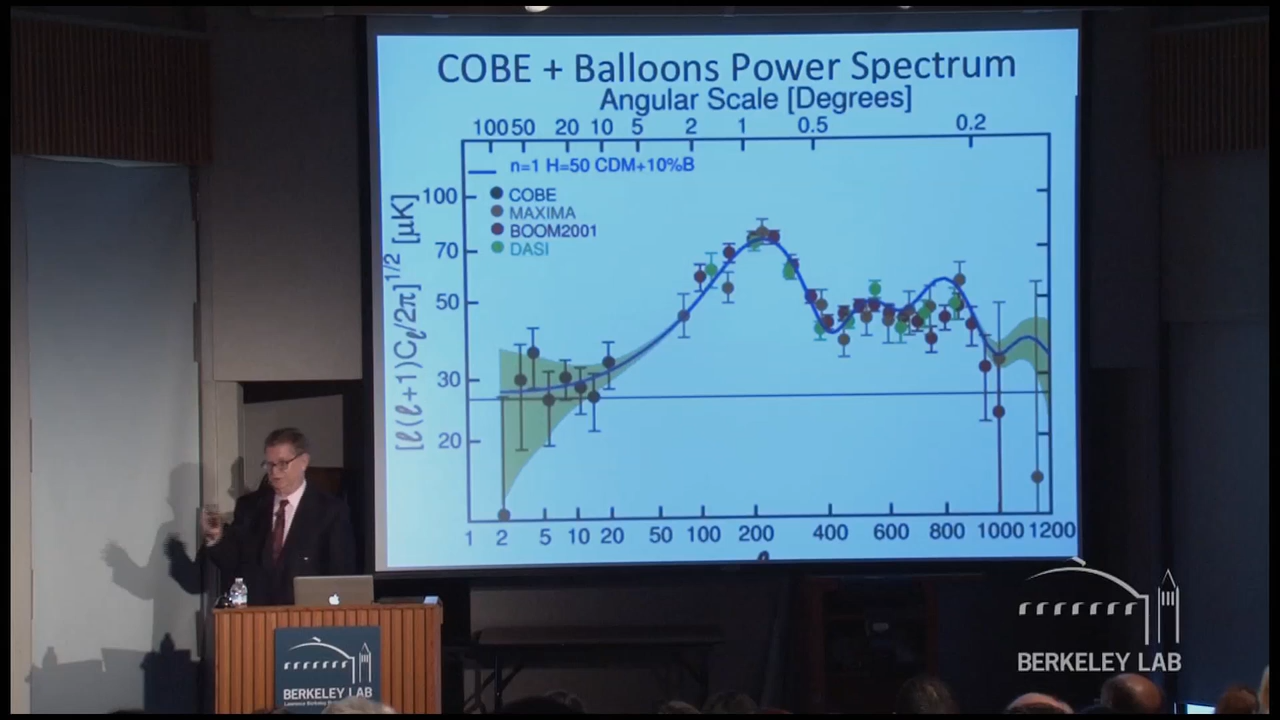 COBE + Balloons Power Spectrum
Angular Scale [Degrees]
100 50 20 10 5 2 1 0.5 0.2
n=1 H=50 CDM+10%B
COBE
MAXIMA
BOOM2001
DASI
[ℓ(ℓ+1)Cℓ/2π]^1/2 [μK]
100
70
50
30
20
1 2 5 10 20 50 100 200 400 600 800 1000 1200
BERKELEY LAB
BERKELEY LAB